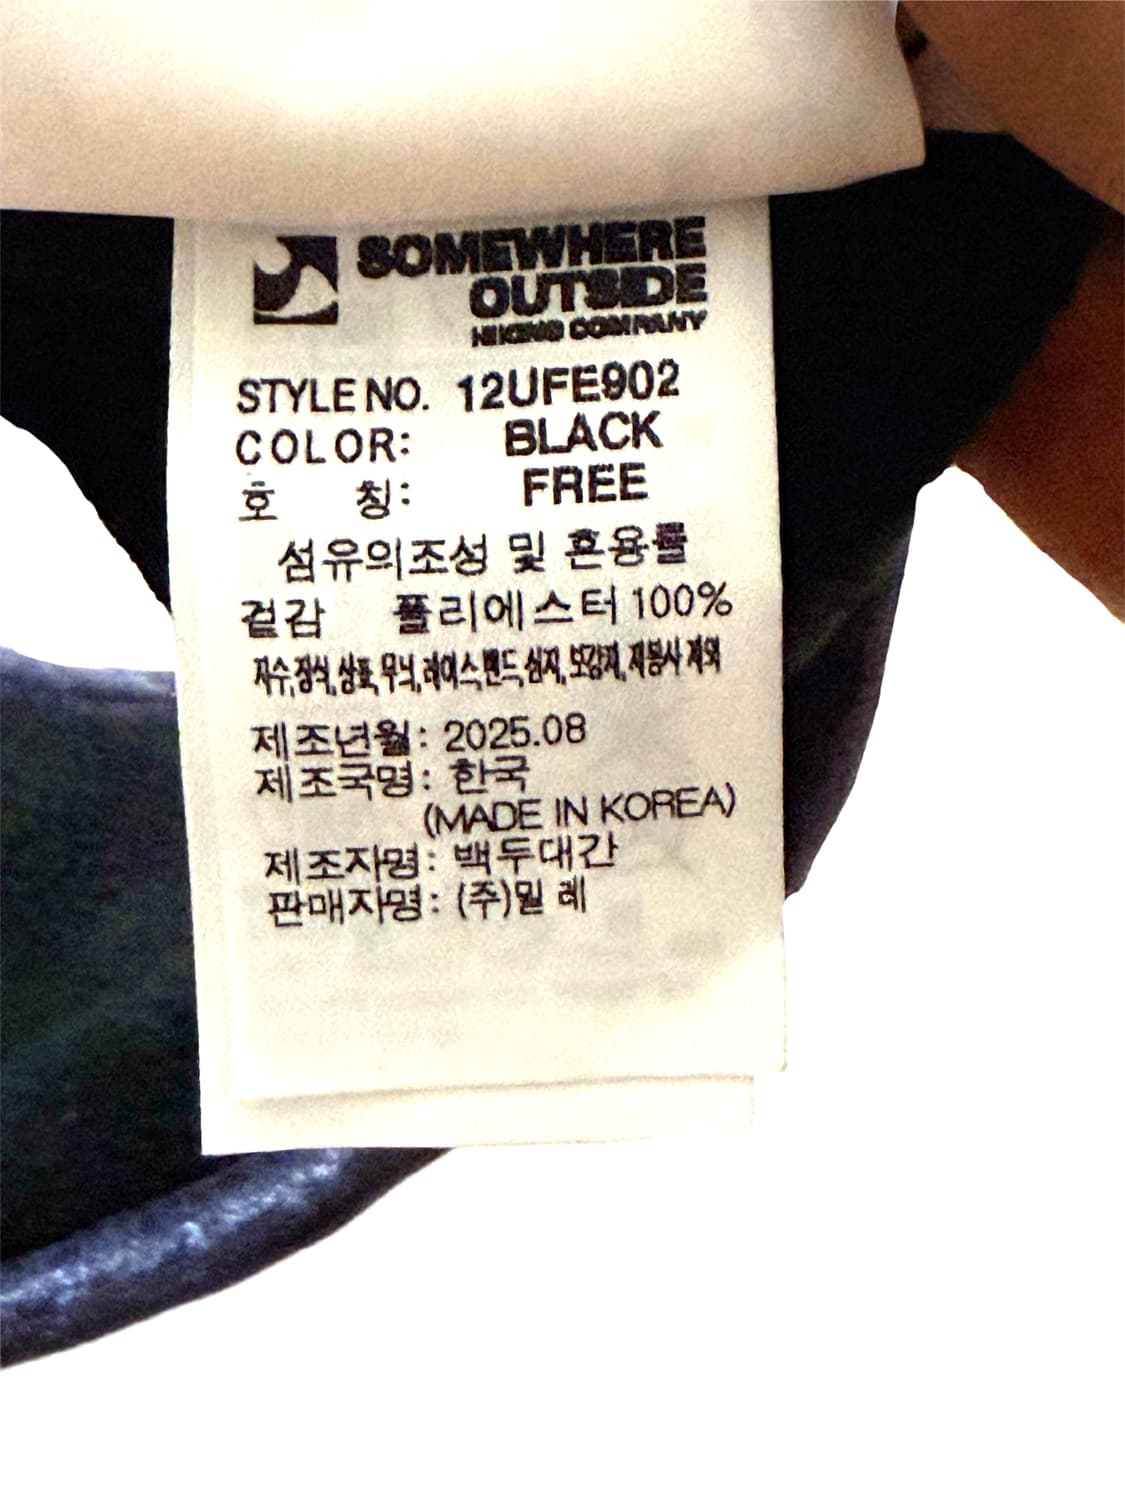 SOMEWHERE
OUTSIDE
HIKING COMPANY
STYLE NO. 12UFE902
COLOR: BLACK
호 칭: FREE
섬유의조성 및 혼용률
겉감 폴리에스터 100%
자수,장식,상표,무늬,레이스,밴드,심지,보강재,재봉사 제외
제조년월: 2025.08
제조국명: 한국
(MADE IN KOREA)
제조자명: 백두대간
판매자명: (주)밀 레